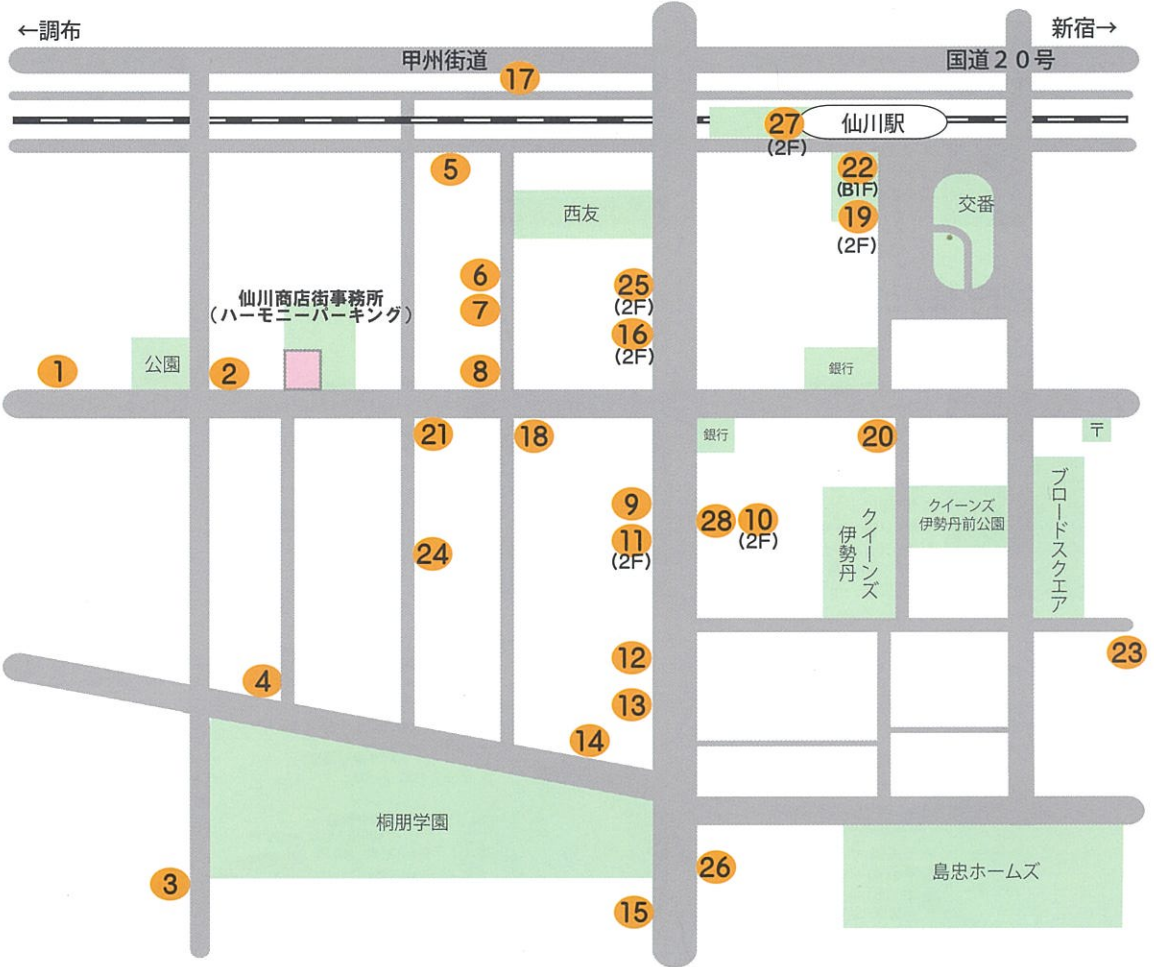 ←調布
新宿→
甲州街道
国道２０号
17
27
(2F)
仙川駅
5
22
(B1F)
19
(2F)
交番
西友
6
7
25
(2F)
16
(2F)
仙川商店街事務所
（ハーモニーパーキング）
1
公園
2
8
銀行
21
18
銀行
20
〒
9
11
(2F)
28
10
(2F)
24
クイーンズ
伊勢丹
クイーンズ
伊勢丹前公園
ブロードスクエア
12
23
4
13
14
桐朋学園
3
26
島忠ホームズ
15